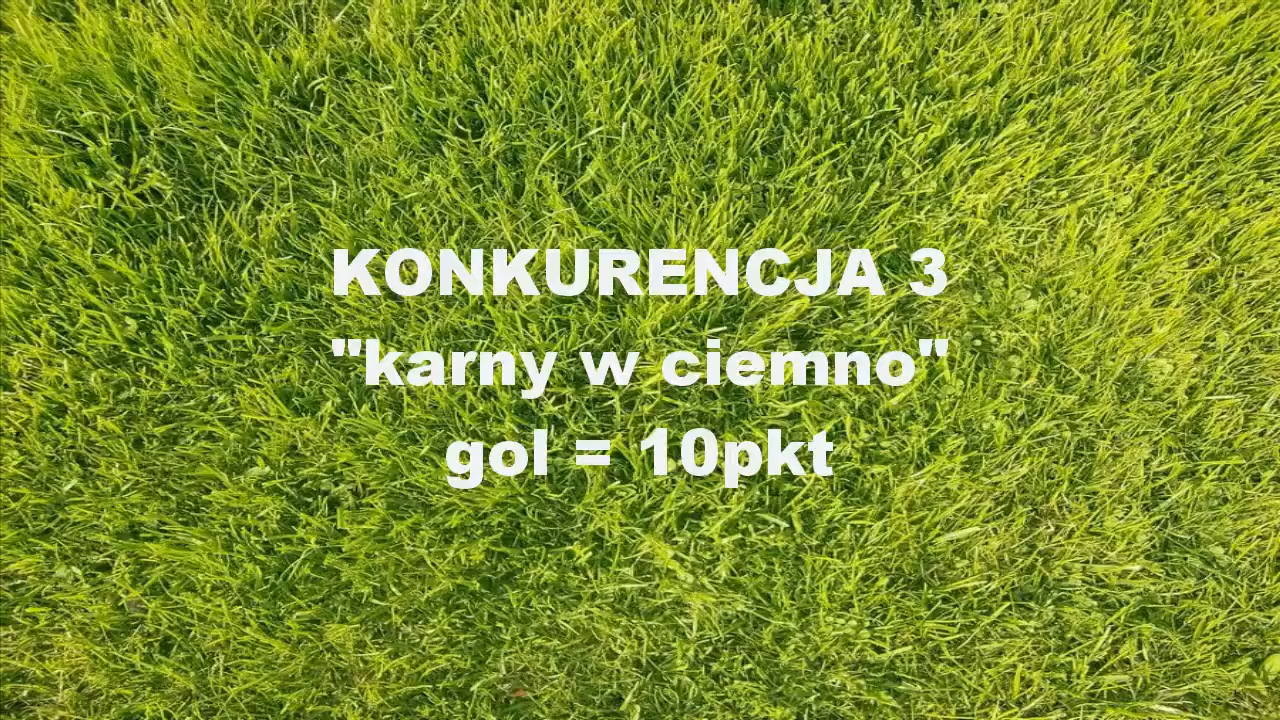 KONKURENCJA 3
"karny w ciemno"
gol = 10pkt